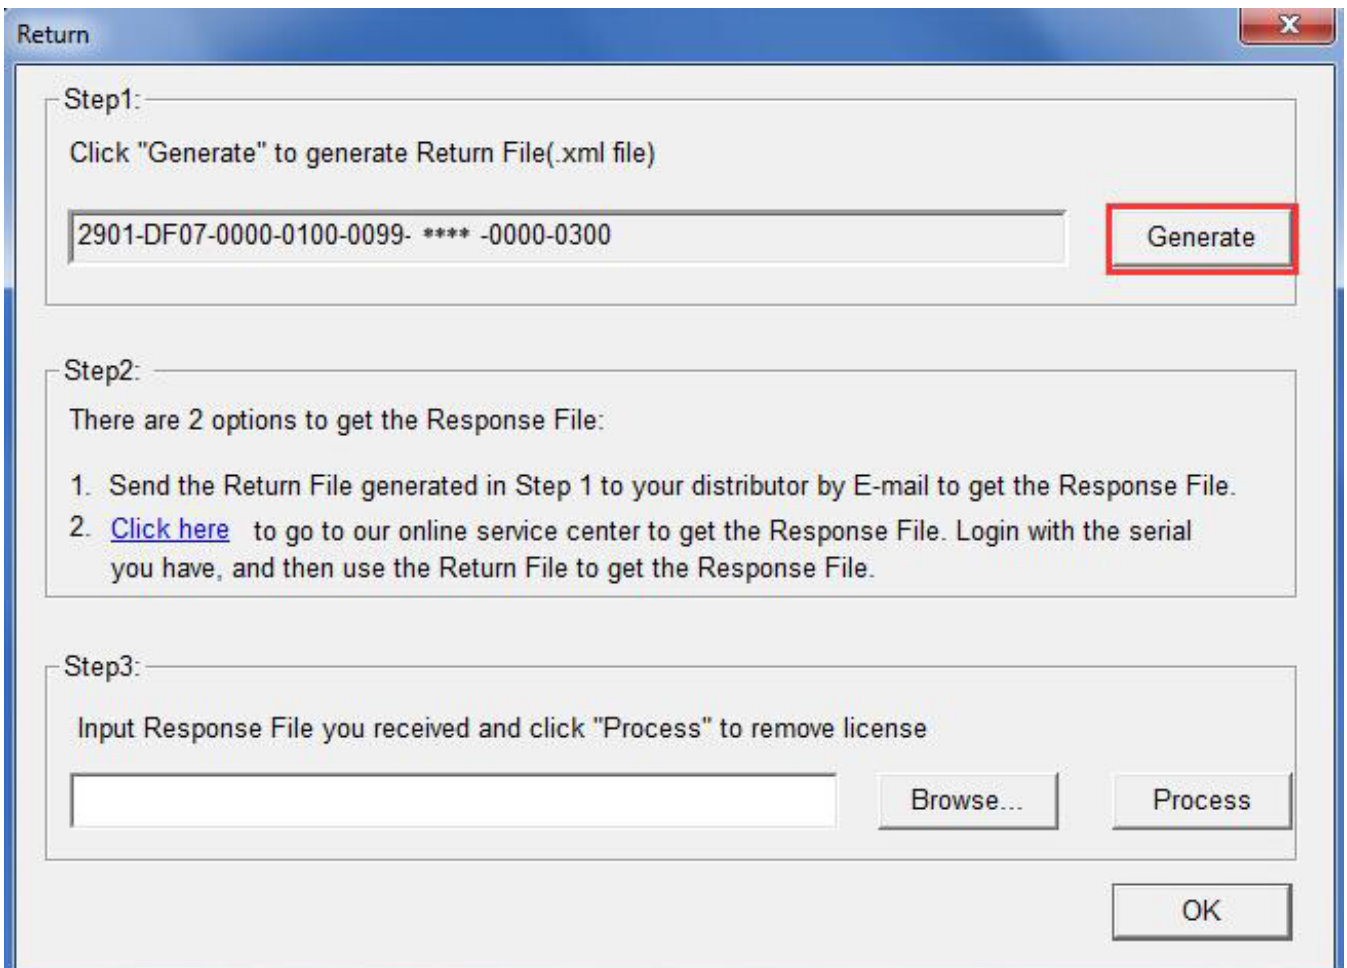 Return
x
Step1:
Click "Generate" to generate Return File(.xml file)
2901-DF07-0000-0100-0099- **** -0000-0300
Generate
Step2:
There are 2 options to get the Response File:
1. Send the Return File generated in Step 1 to your distributor by E-mail to get the Response File.
2. Click here to go to our online service center to get the Response File. Login with the serial
you have, and then use the Return File to get the Response File.
Step3:
Input Response File you received and click "Process" to remove license
Browse...
Process
OK